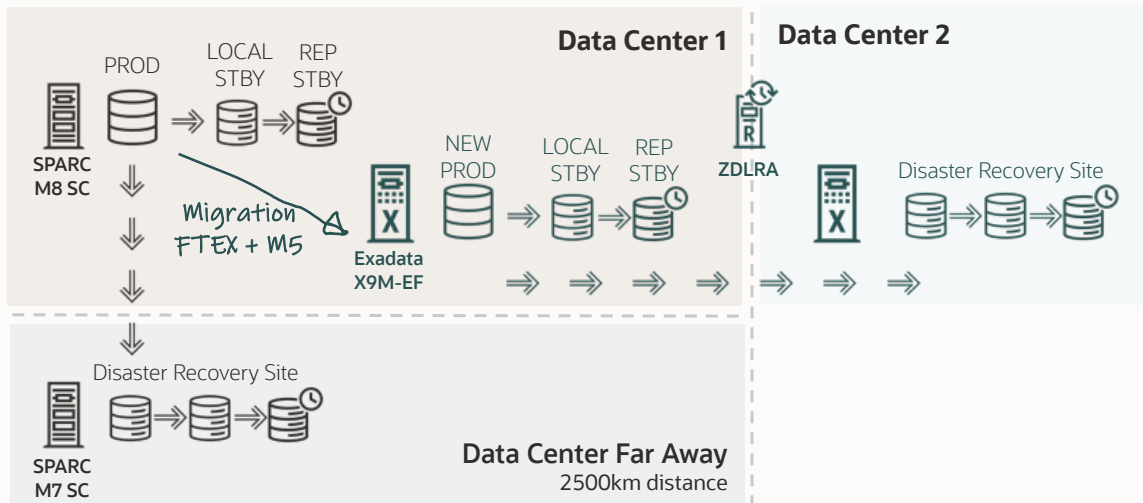 Data Center 1
PROD
LOCAL
STBY
REP
STBY
SPARC
M8 SC
Migration
FTEX + M5
X
Exadata
X9M-EF
NEW
PROD
LOCAL
STBY
REP
STBY
R
ZDLRA
Data Center 2
X
Disaster Recovery Site
Disaster Recovery Site
SPARC
M7 SC
Data Center Far Away
2500km distance